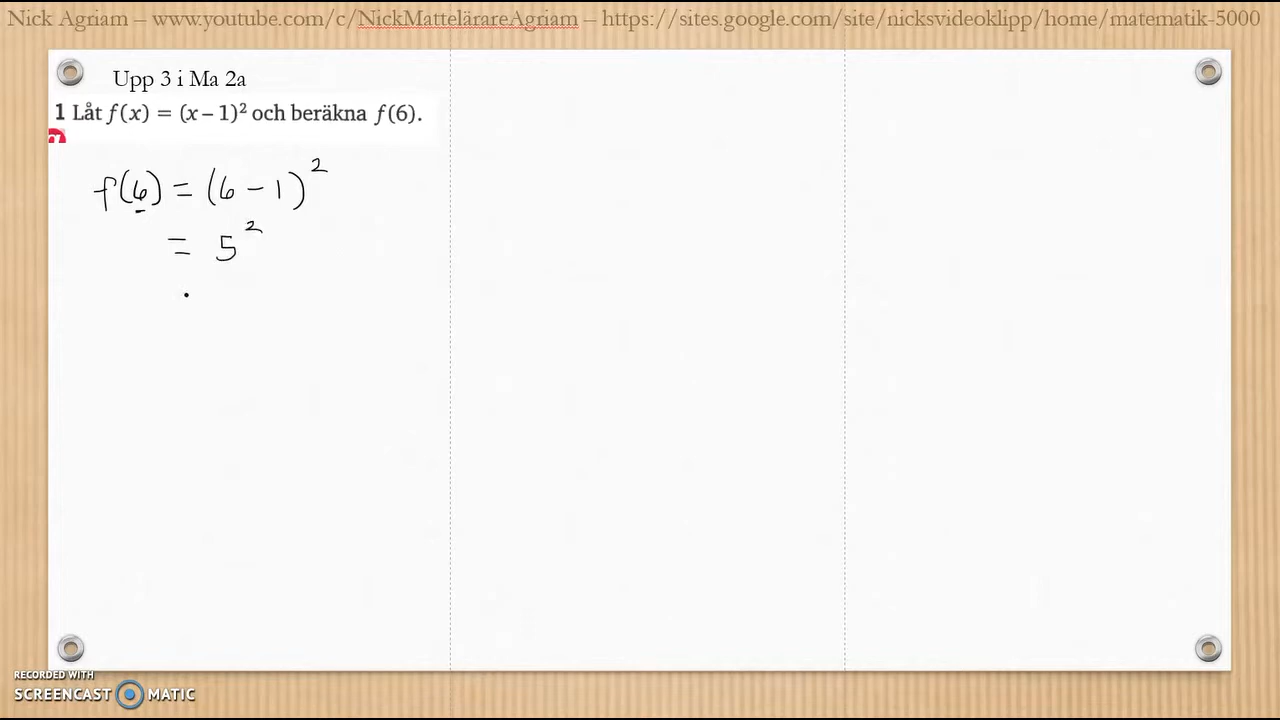 Nick Agriam – www.youtube.com/c/NickMattelärareAgriam – https://sites.google.com/site/nicksvideoklipp/home/matematik-5000
Upp 3 i Ma 2a
1 Låt f(x) = (x – 1)² och beräkna f(6).
f(6) = (6 – 1)²
= 5²
RECORDED WITH
SCREENCAST MATIC